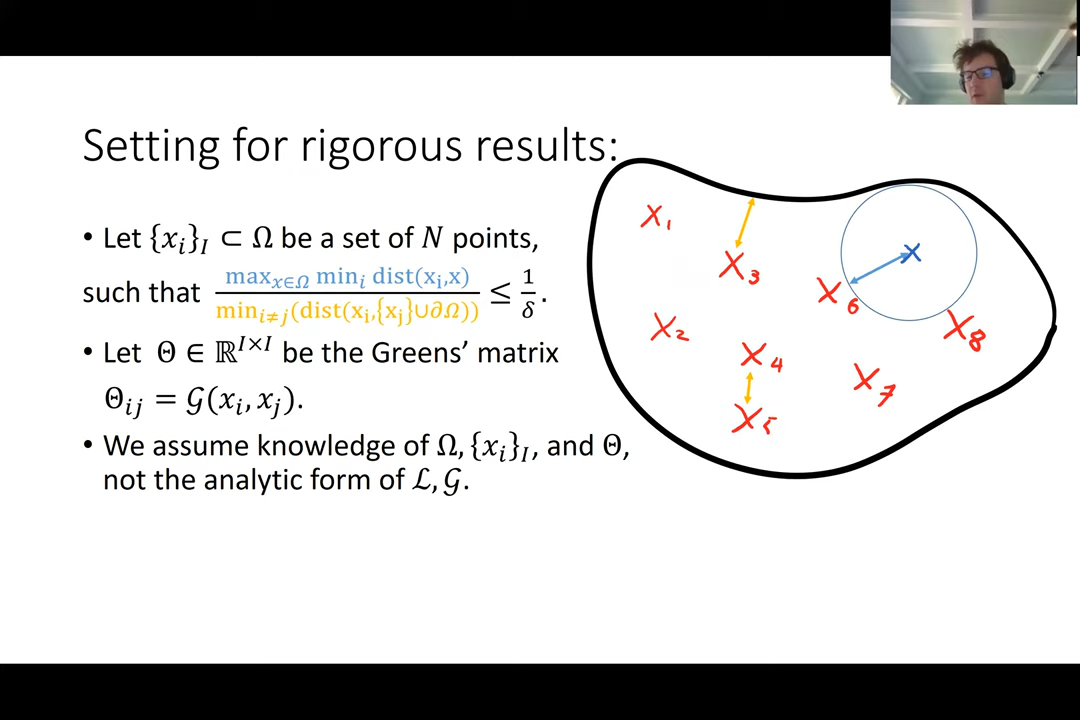 Setting for rigorous results:
• Let {xᵢ}_I ⊂ Ω be a set of N points,
such that max_{x∈Ω} min_i dist(x_i,x) / min_{i≠j}(dist(x_i,{x_j}∪∂Ω)) ≤ 1/δ.
• Let Θ ∈ ℝ^{I×I} be the Greens’ matrix
Θ_{ij} = 𝒢(x_i, x_j).
• We assume knowledge of Ω, {x_i}_I, and Θ,
not the analytic form of ℒ, 𝒢.
X₁
X₃
X₆
X₂
X₈
X₄
X₇
X₅
x